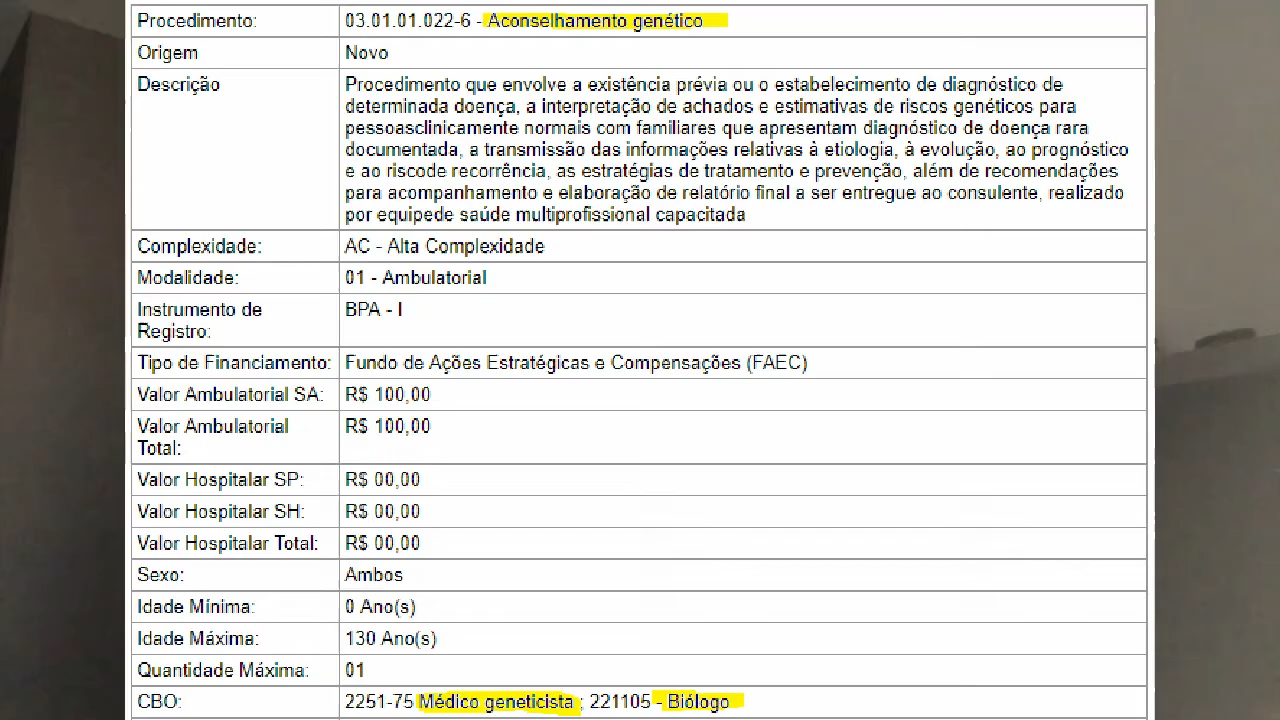 Procedimento: 03.01.01.022-6 - Aconselhamento genético
Origem Novo
Descrição Procedimento que envolve a existência prévia ou o estabelecimento de diagnóstico de
determinada doença, a interpretação de achados e estimativas de riscos genéticos para
pessoasclinicamente normais com familiares que apresentam diagnóstico de doença rara
documentada, a transmissão das informações relativas à etiologia, à evolução, ao prognóstico
e ao riscode recorrência, as estratégias de tratamento e prevenção, além de recomendações
para acompanhamento e elaboração de relatório final a ser entregue ao consulente, realizado
por equipede saúde multiprofissional capacitada
Complexidade: AC - Alta Complexidade
Modalidade: 01 - Ambulatorial
Instrumento de BPA - I
Registro:
Tipo de Financiamento: Fundo de Ações Estratégicas e Compensações (FAEC)
Valor Ambulatorial SA: R$ 100,00
Valor Ambulatorial R$ 100,00
Total:
Valor Hospitalar SP: R$ 00,00
Valor Hospitalar SH: R$ 00,00
Valor Hospitalar Total: R$ 00,00
Sexo: Ambos
Idade Mínima: 0 Ano(s)
Idade Máxima: 130 Ano(s)
Quantidade Máxima: 01
CBO: 2251-75 Médico geneticista ; 221105 - Biólogo